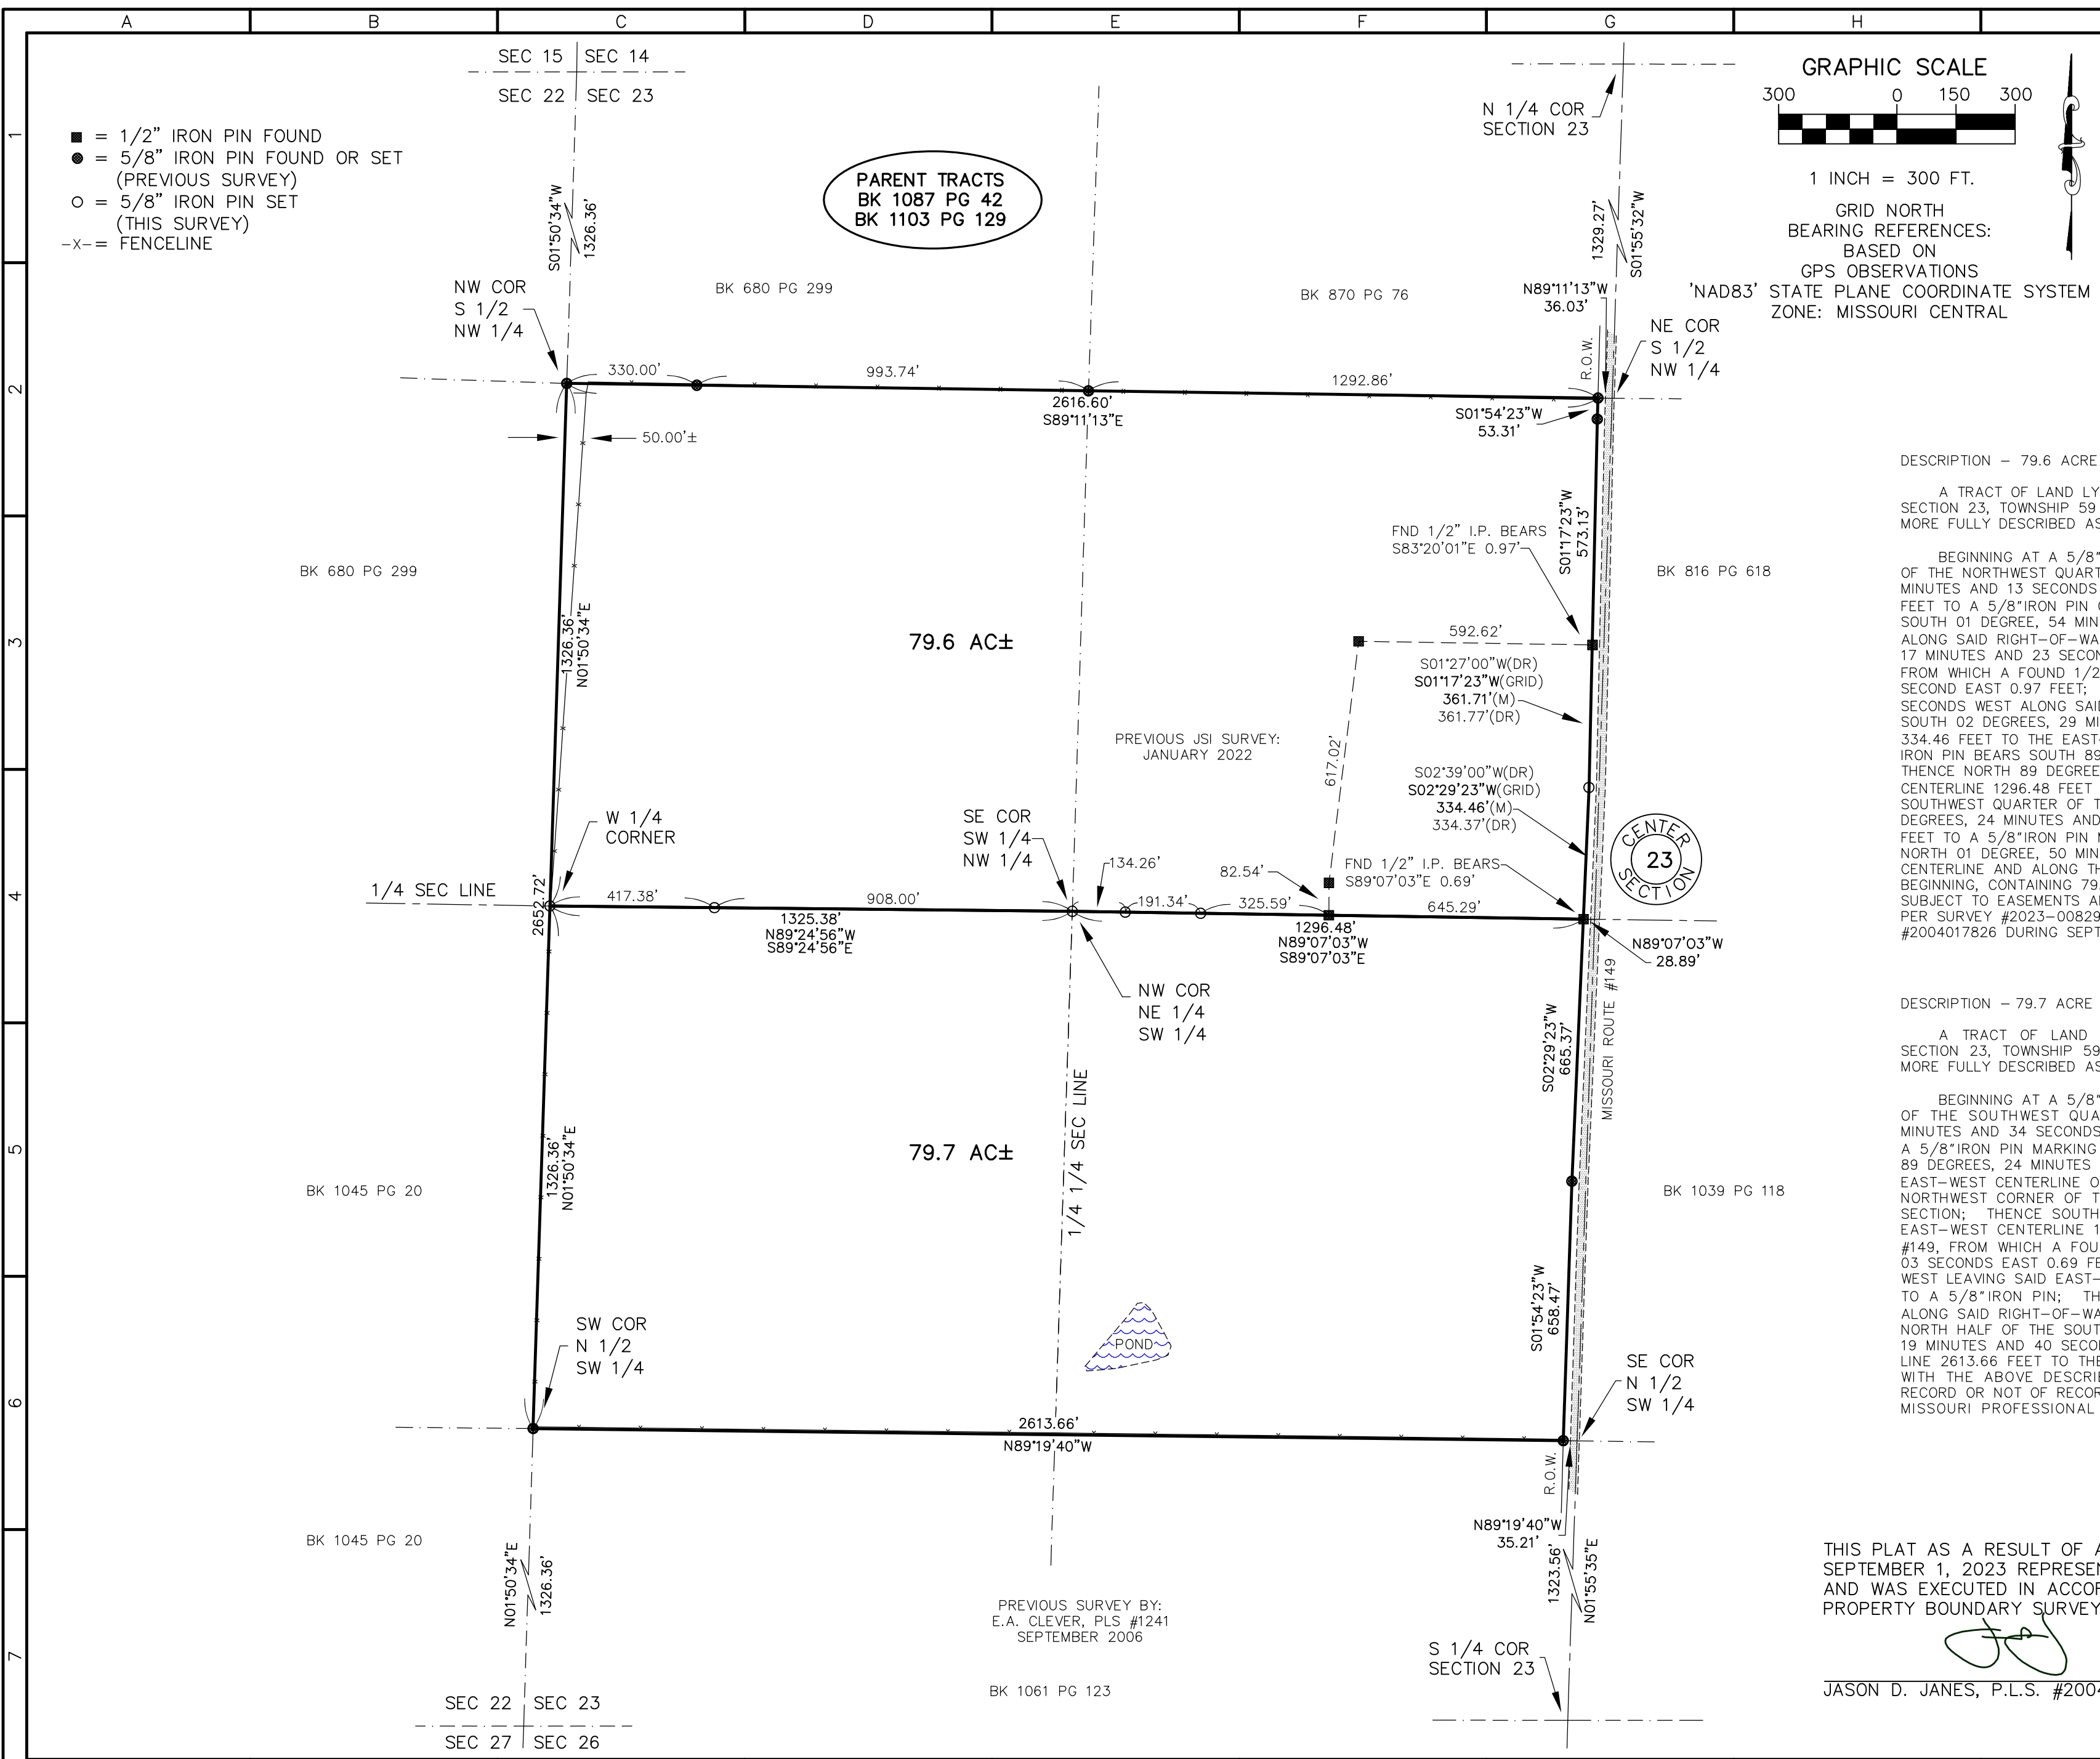 A B C D E F G H
1
2
3
4
5
6
7
SEC 15 SEC 14
SEC 22 SEC 23
■ = 1/2" IRON PIN FOUND
● = 5/8" IRON PIN FOUND OR SET
(PREVIOUS SURVEY)
○ = 5/8" IRON PIN SET
(THIS SURVEY)
-X-= FENCELINE
S01°50'34"W
1326.36'
PARENT TRACTS
BK 1087 PG 42
BK 1103 PG 129
N 1/4 COR
SECTION 23
1329.27'
S01°55'32"W
GRAPHIC SCALE
300 0 150 300
1 INCH = 300 FT.
GRID NORTH
BEARING REFERENCES:
BASED ON
GPS OBSERVATIONS
'NAD83' STATE PLANE COORDINATE SYSTEM
ZONE: MISSOURI CENTRAL
NW COR
S 1/2
NW 1/4
BK 680 PG 299
BK 870 PG 76
N89°11'13"W
36.03'
R.O.W.
NE COR
S 1/2
NW 1/4
330.00'
993.74'
1292.86'
2616.60'
S89°11'13"E
S01°54'23"W
53.31'
50.00'±
BK 680 PG 299
1326.36'
N01°50'34"E
79.6 AC±
FND 1/2" I.P. BEARS
S83°20'01"E 0.97'
S01°17'23"W
573.13'
BK 816 PG 618
592.62'
S01°27'00"W(DR)
S01°17'23"W(GRID)
361.71'(M)
361.77'(DR)
PREVIOUS JSI SURVEY:
JANUARY 2022
617.02'
S02°39'00"W(DR)
S02°29'23"W(GRID)
334.46'(M)
334.37'(DR)
W 1/4
CORNER
SE COR
SW 1/4
NW 1/4
134.26'
82.54'
FND 1/2" I.P. BEARS
S89°07'03"E 0.69'
CENTER
23
SECTION
1/4 SEC LINE
2652.72'
417.38'
908.00'
191.34'
325.59'
645.29'
1325.38'
N89°24'56"W
S89°24'56"E
1296.48'
N89°07'03"W
S89°07'03"E
N89°07'03"W
28.89'
NW COR
NE 1/4
SW 1/4
MISSOURI ROUTE #149
S02°29'23"W
665.37'
1/4 1/4 SEC LINE
79.7 AC±
BK 1045 PG 20
1326.36'
N01°50'34"E
BK 1039 PG 118
S01°54'23"W
658.47'
POND
SW COR
N 1/2
SW 1/4
SE COR
N 1/2
SW 1/4
2613.66'
N89°19'40"W
R.O.W.
N89°19'40"W
35.21'
BK 1045 PG 20
N01°50'34"E
1326.36'
1323.56'
N01°55'35"E
PREVIOUS SURVEY BY:
E.A. CLEVER, PLS #1241
SEPTEMBER 2006
S 1/4 COR
SECTION 23
BK 1061 PG 123
SEC 22 SEC 23
SEC 27 SEC 26
DESCRIPTION – 79.6 ACRE
A TRACT OF LAND LY
SECTION 23, TOWNSHIP 59
MORE FULLY DESCRIBED AS
BEGINNING AT A 5/8"
OF THE NORTHWEST QUART
MINUTES AND 13 SECONDS
FEET TO A 5/8"IRON PIN
SOUTH 01 DEGREE, 54 MIN
ALONG SAID RIGHT-OF-WA
17 MINUTES AND 23 SECON
FROM WHICH A FOUND 1/2
SECOND EAST 0.97 FEET;
SECONDS WEST ALONG SAI
SOUTH 02 DEGREES, 29 MI
334.46 FEET TO THE EAST-
IRON PIN BEARS SOUTH 89
THENCE NORTH 89 DEGREE
CENTERLINE 1296.48 FEET
SOUTHWEST QUARTER OF T
DEGREES, 24 MINUTES AND
FEET TO A 5/8"IRON PIN
NORTH 01 DEGREE, 50 MIN
CENTERLINE AND ALONG TH
BEGINNING, CONTAINING 79.
SUBJECT TO EASEMENTS A
PER SURVEY #2023-00829
#2004017826 DURING SEPT
DESCRIPTION – 79.7 ACRE
A TRACT OF LAND
SECTION 23, TOWNSHIP 59
MORE FULLY DESCRIBED AS
BEGINNING AT A 5/8"
OF THE SOUTHWEST QUA
MINUTES AND 34 SECONDS
A 5/8"IRON PIN MARKING
89 DEGREES, 24 MINUTES
EAST-WEST CENTERLINE O
NORTHWEST CORNER OF T
SECTION; THENCE SOUTH
EAST-WEST CENTERLINE 1
#149, FROM WHICH A FOU
03 SECONDS EAST 0.69 FE
WEST LEAVING SAID EAST-
TO A 5/8"IRON PIN; TH
ALONG SAID RIGHT-OF-WA
NORTH HALF OF THE SOUT
19 MINUTES AND 40 SECO
LINE 2613.66 FEET TO THE
WITH THE ABOVE DESCRIE
RECORD OR NOT OF RECOR
MISSOURI PROFESSIONAL
THIS PLAT AS A RESULT OF A
SEPTEMBER 1, 2023 REPRESEN
AND WAS EXECUTED IN ACCOR
PROPERTY BOUNDARY SURVEY
JASON D. JANES, P.L.S. #2004